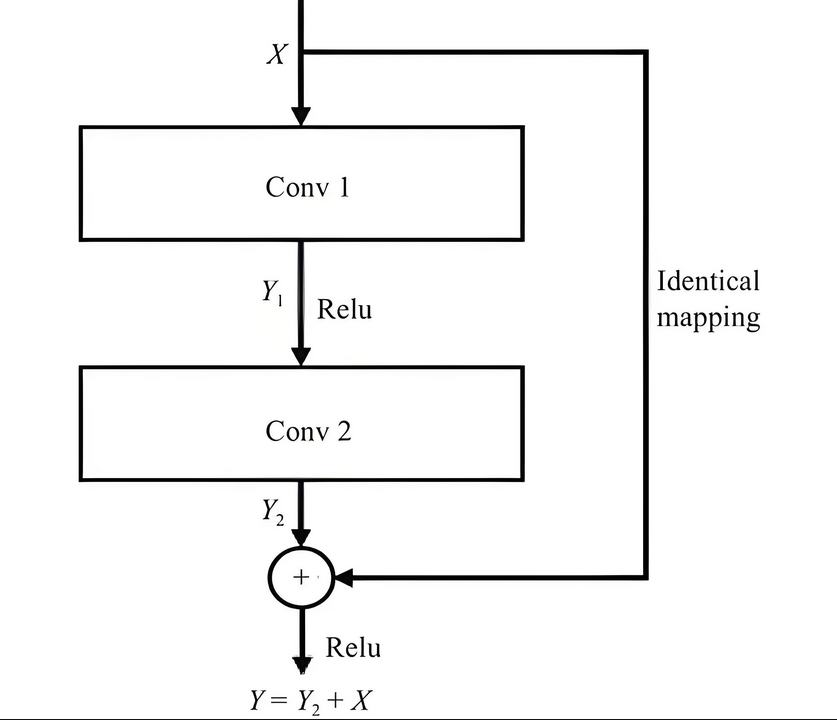 X
Conv 1
Y₁
Relu
Identical
mapping
Conv 2
Y₂
+
Relu
Y = Y₂ + X